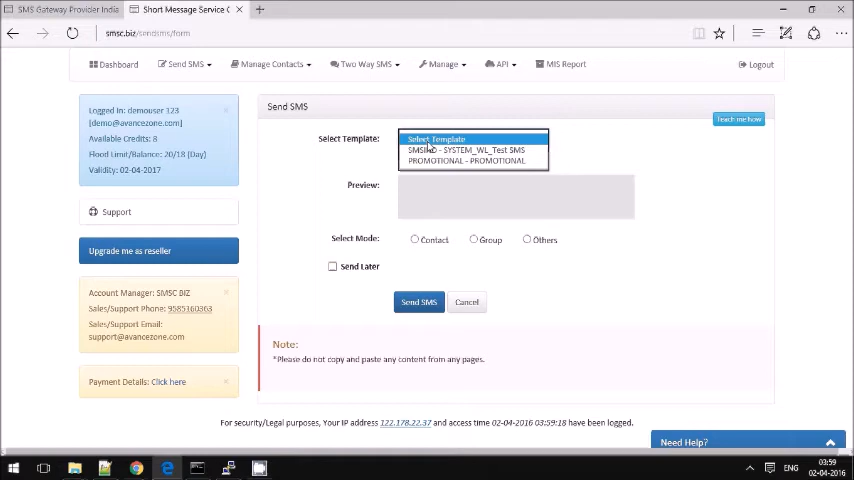 SMS Gateway Provider India
Short Message Service
smsc.biz/sendsms/form
Dashboard
Send SMS
Manage Contacts
Two Way SMS
Manage
API
MIS Report
Logout
Logged In: demouser 123
[demo@avancezone.com]
Available Credits: 8
Flood Limit/Balance: 20/18 [Day]
Validity: 02-04-2017
Support
Upgrade me as reseller
Account Manager: SMSC BIZ
Sales/Support Phone: 9585160363
Sales/Support Email:
support@avancezone.com
Payment Details: Click here
Send SMS
Teach me how
Select Template:
Select Template
SYSTEM_WL_Test SMS
PROMOTIONAL - PROMOTIONAL
Preview:
Select Mode:
Contact
Group
Others
Send Later
Send SMS
Cancel
Note:
*Please do not copy and paste any content from any pages.
For security/Legal purposes, Your IP address 122.178.22.37 and access time 02-04-2016 03:59:18 have been logged.
Need Help?
ENG
03:59
02-04-2016